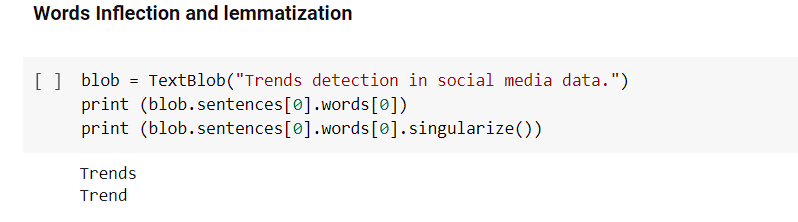 Words Inflection and lemmatization
[ ] blob = TextBlob("Trends detection in social media data.")
print (blob.sentences[0].words[0])
print (blob.sentences[0].words[0].singularize())
Trends
Trend